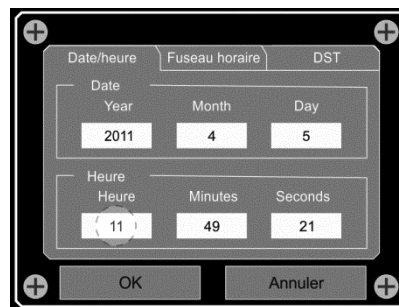 Date/heure Fuseau horaire DST
Date
Year Month Day
2011 4 5
Heure
Heure Minutes Seconds
11 49 21
OK Annuler